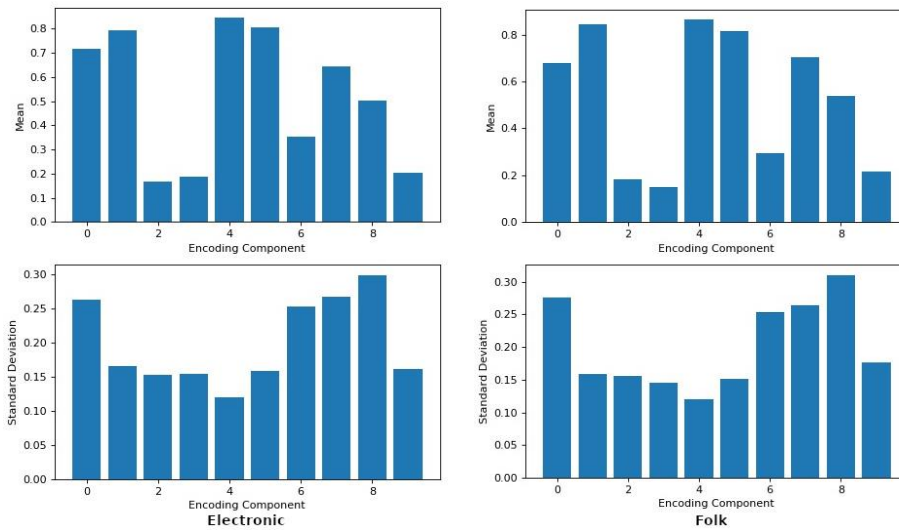 0.8
0.7
0.6
0.5
0.4
0.3
0.2
0.1
0.0
Mean
0 2 4 6 8
Encoding Component
0.8
0.6
0.4
0.2
0.0
Mean
0 2 4 6 8
Encoding Component
0.30
0.25
0.20
0.15
0.10
0.05
0.00
Standard Deviation
0 2 4 6 8
Encoding Component
Electronic
0.30
0.25
0.20
0.15
0.10
0.05
0.00
Standard Deviation
0 2 4 6 8
Encoding Component
Folk